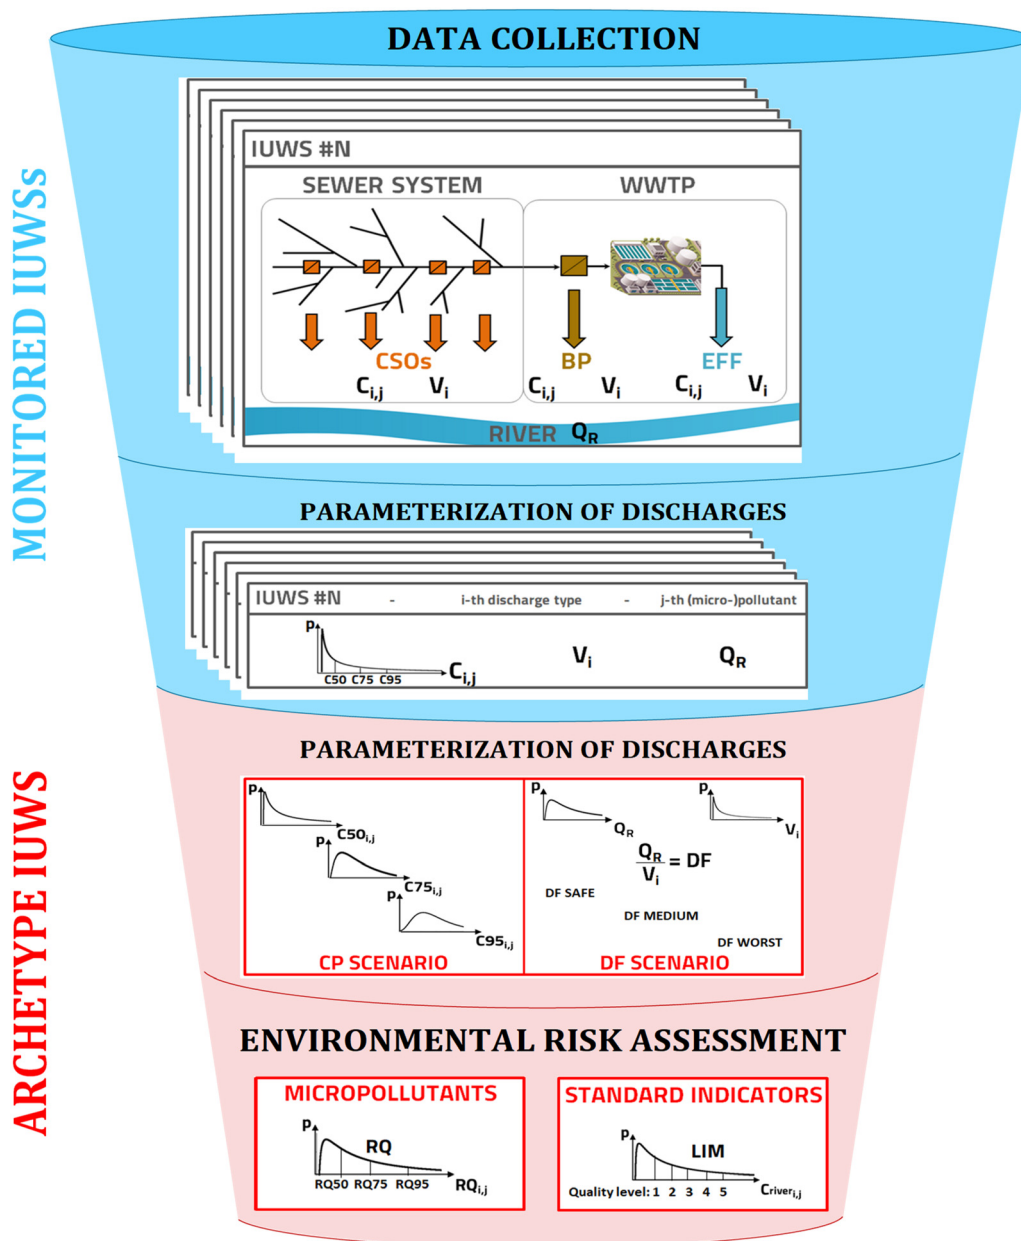 DATA COLLECTION
MONITORED IUWSs
IUWS #N
SEWER SYSTEM WWTP
CSOs BP EFF
Ci,j Vi Ci,j Vi Ci,j Vi
RIVER QR
PARAMETERIZATION OF DISCHARGES
IUWS #N - i-th discharge type - j-th (micro-)pollutant
P
C50 C75 C95 Ci,j Vi QR
ARCHETYPE IUWS
PARAMETERIZATION OF DISCHARGES
P
C50i,j
P
C75i,j
P
C95i,j
CP SCENARIO
P P
QR Vi
QR/Vi = DF
DF SAFE
DF MEDIUM
DF WORST
DF SCENARIO
ENVIRONMENTAL RISK ASSESSMENT
MICROPOLLUTANTS
P
RQ
RQ50 RQ75 RQ95 RQi,j
STANDARD INDICATORS
P
LIM
Quality level: 1 2 3 4 5 Criveri,j